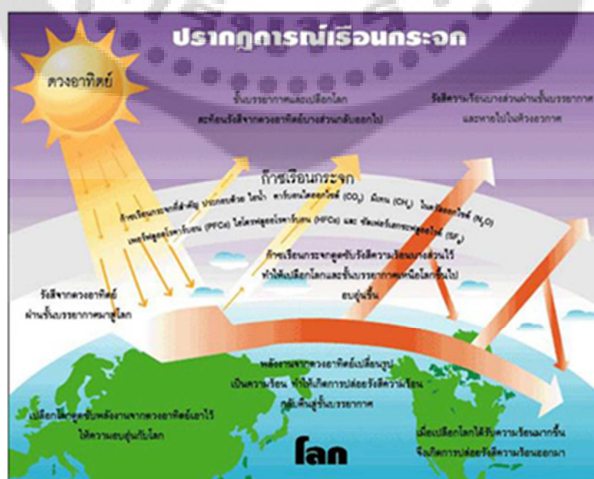 ปรากฏการณ์เรือนกระจก
ดวงอาทิตย์
ชั้นบรรยากาศและเปลือกโลก
สะท้อนรังสีจากดวงอาทิตย์บางส่วนกลับออกไป
รังสีความร้อนบางส่วนผ่านชั้นบรรยากาศ
และหายไปในห้วงอวกาศ
ก๊าซเรือนกระจก
ก๊าซเรือนกระจกที่สำคัญ ประกอบด้วย ไอน้ำ คาร์บอนไดออกไซด์ (CO₂) มีเทน (CH₄) ไนตรัสออกไซด์ (N₂O)
เพอร์ฟลูออโรคาร์บอน (PFCs) ไฮโดรฟลูออโรคาร์บอน (HFCs) และ ซัลเฟอร์เฮกซะฟลูออไรด์ (SF₆)
ก๊าซเรือนกระจกดูดซับรังสีความร้อนบางส่วนไว้
ทำให้เปลือกโลกและชั้นบรรยากาศเหนือโลกขึ้นไป
อบอุ่นขึ้น
รังสีจากดวงอาทิตย์
ผ่านชั้นบรรยากาศมาสู่โลก
พลังงานจากดวงอาทิตย์เปลี่ยนรูป
เป็นความร้อน ทำให้เกิดการปล่อยรังสีความร้อน
กลับคืนสู่ชั้นบรรยากาศ
เปลือกโลกดูดซับพลังงานจากดวงอาทิตย์เอาไว้
ให้ความอบอุ่นกับโลก
โลก
เมื่อเปลือกโลกได้รับความร้อนมากขึ้น
จึงเกิดการปล่อยรังสีความร้อนออกมา